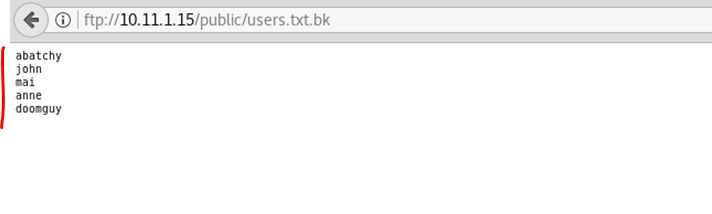 ftp://10.11.1.15/public/users.txt.bk
abatchy
john
mai
anne
doomguy